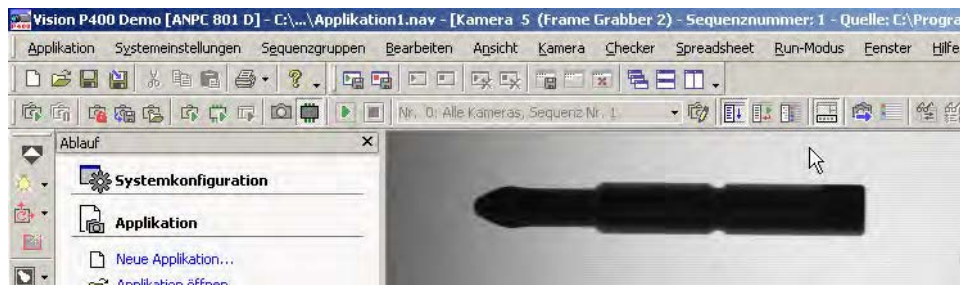 Vision P400 Demo [ANPC 801 D] - C:\...\Applikation1.nav - [Kamera 5 (Frame Grabber 2) - Sequenznummer: 1 - Quelle: C:\Progra
Applikation Systemeinstellungen Sequenzgruppen Bearbeiten Ansicht Kamera Checker Spreadsheet Run-Modus Fenster Hilfe
Nr. 0: Alle Kameras, Sequenz Nr. 1
Ablauf
Systemkonfiguration
Applikation
Neue Applikation...
Applikation öffnen